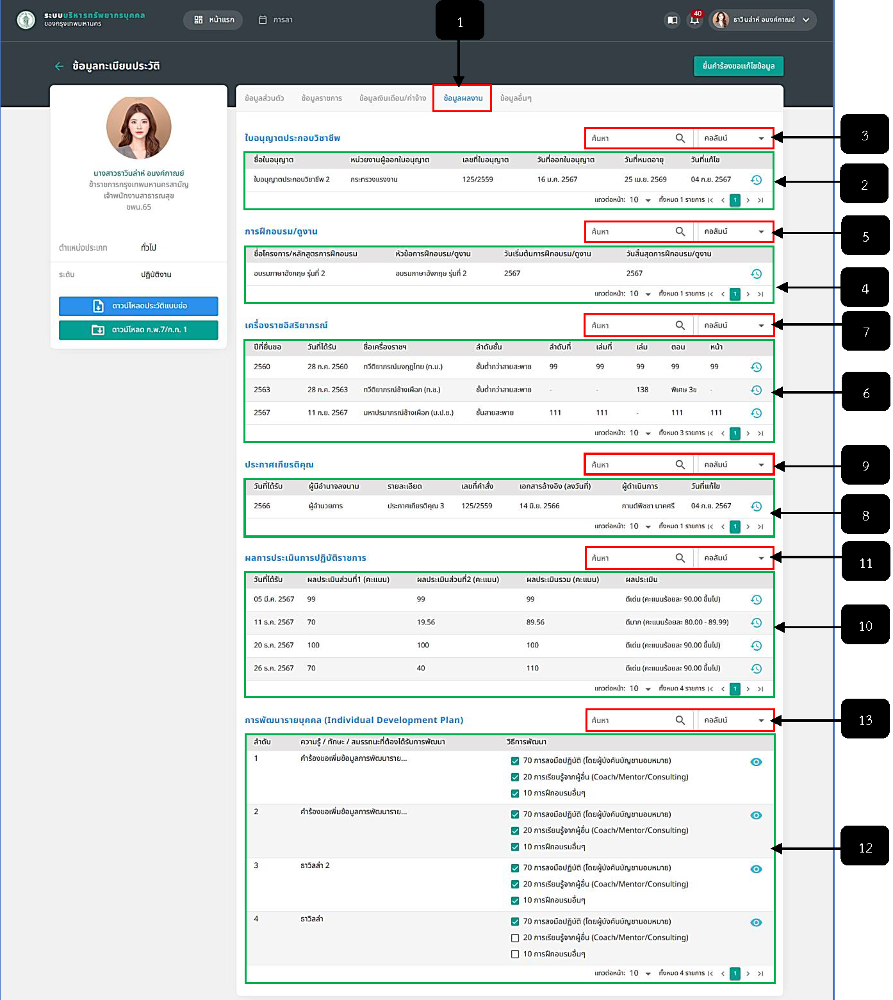 ระบบบริหารทรัพยากรบุคคล
ของกรุงเทพมหานคร
หน้าแรก
การลา
40
ธาวินล่าห์ อนงค์กาณย์
1
ข้อมูลทะเบียนประวัติ
ยื่นคำร้องขอแก้ไขข้อมูล
นางสาวธาวินล่าห์ อนงค์กาณย์
ข้าราชการกรุงเทพมหานครสามัญ
เจ้าพนักงานสาธารณสุข
ขพน.65
ตำแหน่งประเภท ทั่วไป
ระดับ ปฏิบัติงาน
ดาวน์โหลดประวัติแบบย่อ
ดาวน์โหลด ก.พ.7/ก.ก. 1
ข้อมูลส่วนตัว ข้อมูลราชการ ข้อมูลเงินเดือน/ค่าจ้าง ข้อมูลผลงาน ข้อมูลอื่นๆ
ใบอนุญาตประกอบวิชาชีพ ค้นหา คอลัมน์ 3
ชื่อใบอนุญาต หน่วยงานผู้ออกใบอนุญาต เลขที่ใบอนุญาต วันที่ออกใบอนุญาต วันที่หมดอายุ วันที่แก้ไข
ใบอนุญาตประกอบวิชาชีพ 2 กระทรวงแรงงาน 125/2559 16 ม.ค. 2567 25 เม.ย. 2569 04 ก.ย. 2567 2
แถวต่อหน้า: 10 ทั้งหมด 1 รายการ 1
การฝึกอบรม/ดูงาน ค้นหา คอลัมน์ 5
ชื่อโครงการ/หลักสูตรการฝึกอบรม หัวข้อการฝึกอบรม/ดูงาน วันเริ่มต้นการฝึกอบรม/ดูงาน วันสิ้นสุดการฝึกอบรม/ดูงาน
อบรมภาษาอังกฤษ รุ่นที่ 2 อบรมภาษาอังกฤษ รุ่นที่ 2 2567 2567
แถวต่อหน้า: 10 ทั้งหมด 1 รายการ 1 4
เครื่องราชอิสริยาภรณ์ ค้นหา คอลัมน์ 7
ปีที่ยื่นขอ วันที่ได้รับ ชื่อเครื่องราชฯ ลำดับชั้น ลำดับที่ เล่มที่ เล่ม ตอน หน้า
2560 28 ก.ค. 2560 ทวีติยาภรณ์มงกุฎไทย (ท.ม.) ชั้นต่ำกว่าสายสะพาย 99 99 99 99 99
2563 28 ก.ค. 2563 ทวีติยาภรณ์ช้างเผือก (ท.ช.) ชั้นต่ำกว่าสายสะพาย - - 138 พิเศษ 3ข - 6
2567 11 ก.ย. 2567 มหาปรมาภรณ์ช้างเผือก (ม.ป.ช.) ชั้นสายสะพาย 111 111 - 111 111
แถวต่อหน้า: 10 ทั้งหมด 3 รายการ 1
ประกาศเกียรติคุณ ค้นหา คอลัมน์ 9
วันที่ได้รับ ผู้มีอำนาจลงนาม รายละเอียด เลขที่คำสั่ง เอกสารอ้างอิง (ลงวันที่) ผู้ดำเนินการ วันที่แก้ไข
2566 ผู้อำนวยการ ประกาศเกียรติคุณ 3 125/2559 14 มิ.ย. 2566 กานต์พิชชา นาคศรี 04 ก.ย. 2567 8
แถวต่อหน้า: 10 ทั้งหมด 1 รายการ 1
ผลการประเมินการปฏิบัติราชการ ค้นหา คอลัมน์ 11
วันที่ได้รับ ผลประเมินส่วนที่1 (คะแนน) ผลประเมินส่วนที่2 (คะแนน) ผลประเมินรวม (คะแนน) ผลประเมิน
05 มี.ค. 2567 99 99 99 ดีเด่น (คะแนนร้อยละ 90.00 ขึ้นไป)
11 ธ.ค. 2567 70 19.56 89.56 ดีมาก (คะแนนร้อยละ 80.00 - 89.99) 10
20 ธ.ค. 2567 100 100 100 ดีเด่น (คะแนนร้อยละ 90.00 ขึ้นไป)
26 ธ.ค. 2567 70 40 110 ดีเด่น (คะแนนร้อยละ 90.00 ขึ้นไป)
แถวต่อหน้า: 10 ทั้งหมด 4 รายการ 1
การพัฒนารายบุคคล (Individual Development Plan) ค้นหา คอลัมน์ 13
ลำดับ ความรู้ / ทักษะ / สมรรถนะที่ต้องได้รับการพัฒนา วิธีการพัฒนา
1 คำร้องขอเพิ่มข้อมูลการพัฒนาราย... 70 การลงมือปฏิบัติ (โดยผู้บังคับบัญชามอบหมาย)
20 การเรียนรู้จากผู้อื่น (Coach/Mentor/Consulting)
10 การฝึกอบรมอื่นๆ
2 คำร้องขอเพิ่มข้อมูลการพัฒนาราย... 70 การลงมือปฏิบัติ (โดยผู้บังคับบัญชามอบหมาย)
20 การเรียนรู้จากผู้อื่น (Coach/Mentor/Consulting)
10 การฝึกอบรมอื่นๆ 12
3 ธาวิลล่า 2 70 การลงมือปฏิบัติ (โดยผู้บังคับบัญชามอบหมาย)
20 การเรียนรู้จากผู้อื่น (Coach/Mentor/Consulting)
10 การฝึกอบรมอื่นๆ
4 ธาวิลล่า 70 การลงมือปฏิบัติ (โดยผู้บังคับบัญชามอบหมาย)
20 การเรียนรู้จากผู้อื่น (Coach/Mentor/Consulting)
10 การฝึกอบรมอื่นๆ
แถวต่อหน้า: 10 ทั้งหมด 4 รายการ 1